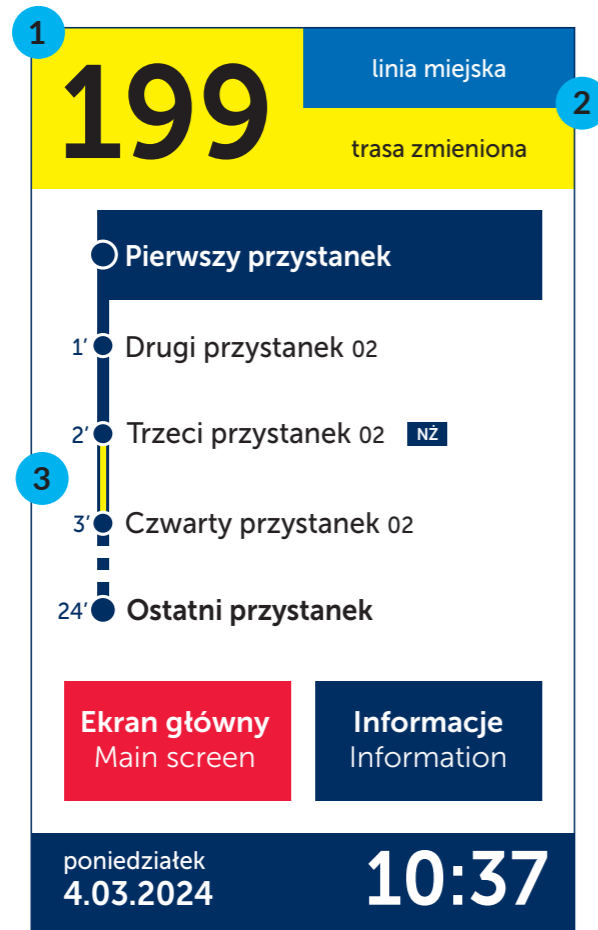 1
199
linia miejska
2
trasa zmieniona
Pierwszy przystanek
1’ Drugi przystanek 02
2’ Trzeci przystanek 02 NŻ
3
3’ Czwarty przystanek 02
24’ Ostatni przystanek
Ekran główny
Main screen
Informacje
Information
poniedziałek
4.03.2024
10:37